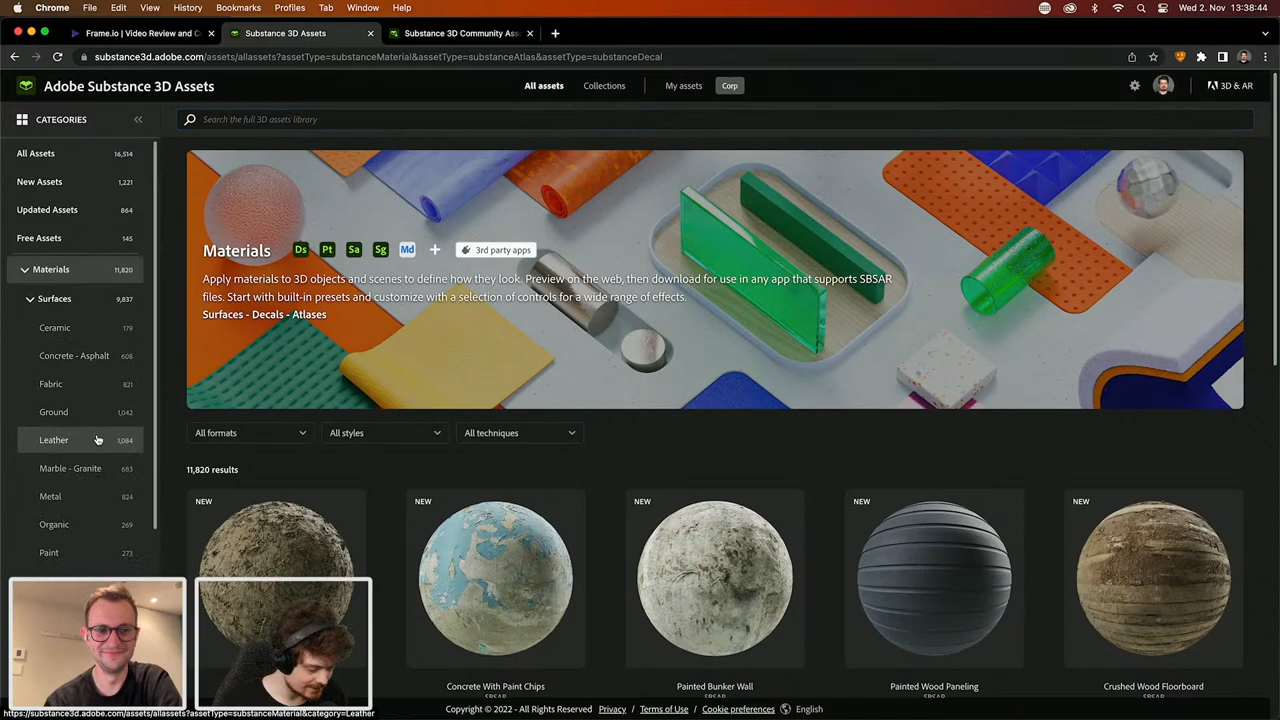 Chrome File Edit View History Bookmarks Profiles Tab Window Help Wed 2. Nov 13:38:44
Frame.io | Video Review and C × Substance 3D Assets × Substance 3D Community Ass × +
substance3d.adobe.com/assets/allassets?assetType=substanceMaterial&assetType=substanceAtlas&assetType=substanceDecal
Adobe Substance 3D Assets All assets Collections My assets Corp 3D & AR
CATEGORIES «
Search the full 3D assets library
All Assets 16,514
New Assets 1,221
Updated Assets 864
Free Assets 145
Materials 11,820
Surfaces 9,837
Ceramic 179
Concrete - Asphalt 608
Fabric 821
Ground 1,042
Leather 1,084
Marble - Granite 683
Metal 824
Organic 269
Paint 273
Materials Ds Pt Sa Sg Md + 3rd party apps
Apply materials to 3D objects and scenes to define how they look. Preview on the web, then download for use in any app that supports SBSAR
files. Start with built-in presets and customize with a selection of controls for a wide range of effects.
Surfaces - Decals - Atlases
All formats All styles All techniques
11,820 results
NEW NEW NEW NEW NEW
Concrete With Paint Chips Painted Bunker Wall Painted Wood Paneling Crushed Wood Floorboard
Copyright © 2022 - All Rights Reserved Privacy / Terms of Use / Cookie preferences English
https://substance3d.adobe.com/assets/allassets?assetType=substanceMaterial&category=Leather